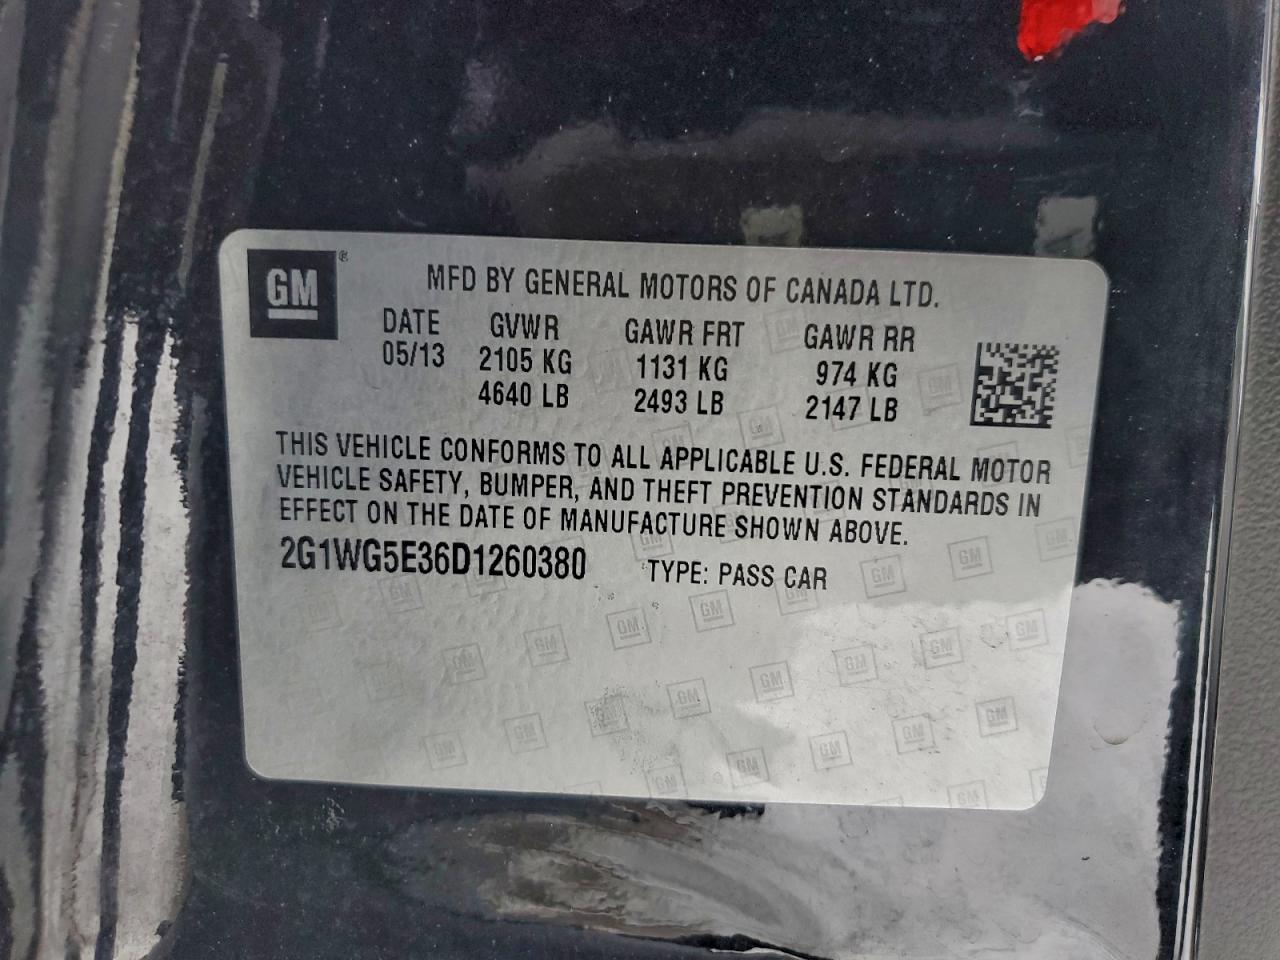 GM®
MFD BY GENERAL MOTORS OF CANADA LTD.
DATE GVWR GAWR FRT GAWR RR
05/13 2105 KG 1131 KG 974 KG
4640 LB 2493 LB 2147 LB
THIS VEHICLE CONFORMS TO ALL APPLICABLE U.S. FEDERAL MOTOR
VEHICLE SAFETY, BUMPER, AND THEFT PREVENTION STANDARDS IN
EFFECT ON THE DATE OF MANUFACTURE SHOWN ABOVE.
2G1WG5E36D1260380 TYPE: PASS CAR